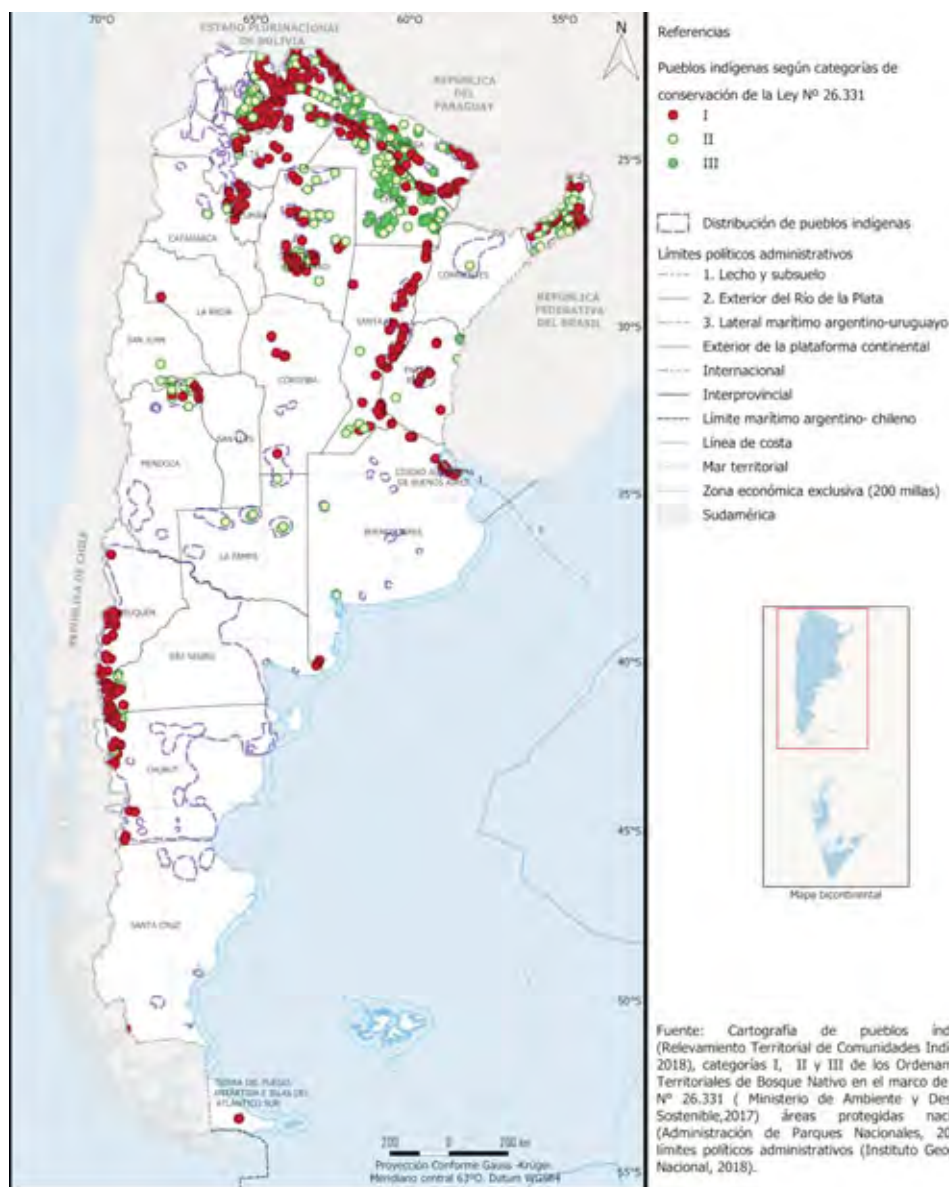 70°O
65°O
60°O
55°O
ESTADO PLURINACIONAL
DE BOLIVIA
N
REPÚBLICA
DEL
PARAGUAY
25°S
CATAMARCA
CORRIENTES
LA RIOJA
REPÚBLICA
FEDERATIVA
DEL BRASIL
30°S
SAN JUAN
CÓRDOBA
SAN LUIS
MENDOZA
CIUDAD AUTÓNOMA
DE BUENOS AIRES
35°S
BUENOS AIRES
LA PAMPA
REPÚBLICA DE CHILE
NEUQUÉN
RÍO NEGRO
40°S
CHUBUT
45°S
SANTA CRUZ
50°S
TIERRA DEL FUEGO
ANTÁRTIDA E ISLAS DEL
ATLÁNTICO SUR
200 0 200 km
Proyección Conforme Gauss -Krüger.
Meridiano central 63°O. Datum WGS84
55°S
Referencias
Pueblos indígenas según categorías de
conservación de la Ley Nº 26.331
I
II
III
Distribución de pueblos indígenas
Límites políticos administrativos
1. Lecho y subsuelo
2. Exterior del Río de la Plata
3. Lateral marítimo argentino-uruguayo
Exterior de la plataforma continental
Internacional
Interprovincial
Límite marítimo argentino- chileno
Línea de costa
Mar territorial
Zona económica exclusiva (200 millas)
Sudamérica
Mapa bicontinental
Fuente: Cartografía de pueblos ind
(Relevamiento Territorial de Comunidades Indi
2018), categorías I, II y III de los Ordenan
Territoriales de Bosque Nativo en el marco de
Nº 26.331 ( Ministerio de Ambiente y Des
Sostenible,2017) áreas protegidas naci
(Administración de Parques Nacionales, 20
límites políticos administrativos (Instituto Geo
Nacional, 2018).